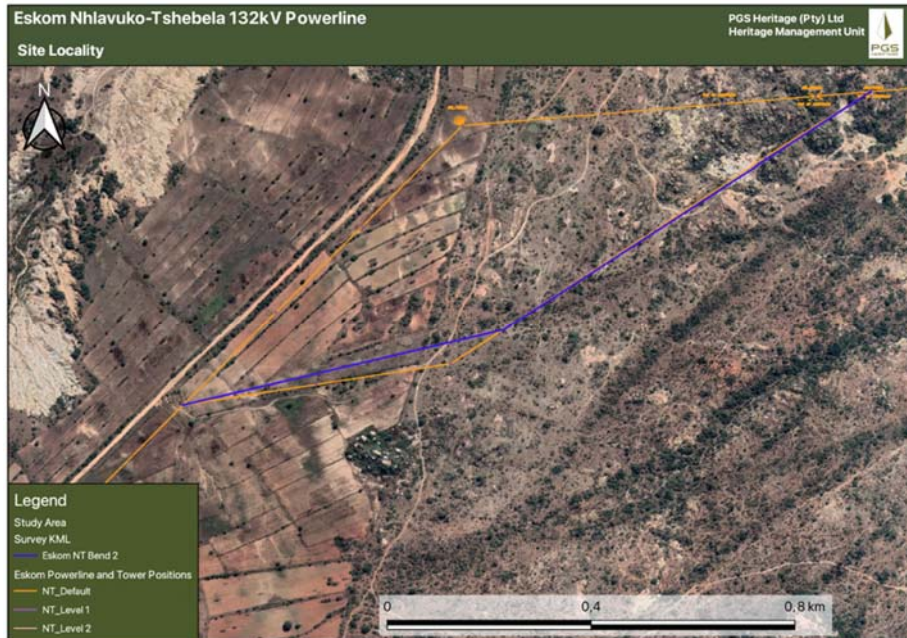 Eskom Nhlavuko-Tshebela 132kV Powerline
Site Locality
PGS Heritage (Pty) Ltd
Heritage Management Unit
PGS
N
Legend
Study Area
Survey KML
Eskom NT Bend 2
Eskom Powerline and Tower Positions
NT_Default
NT_Level 1
NT_Level 2
0
0,4
0,8 km